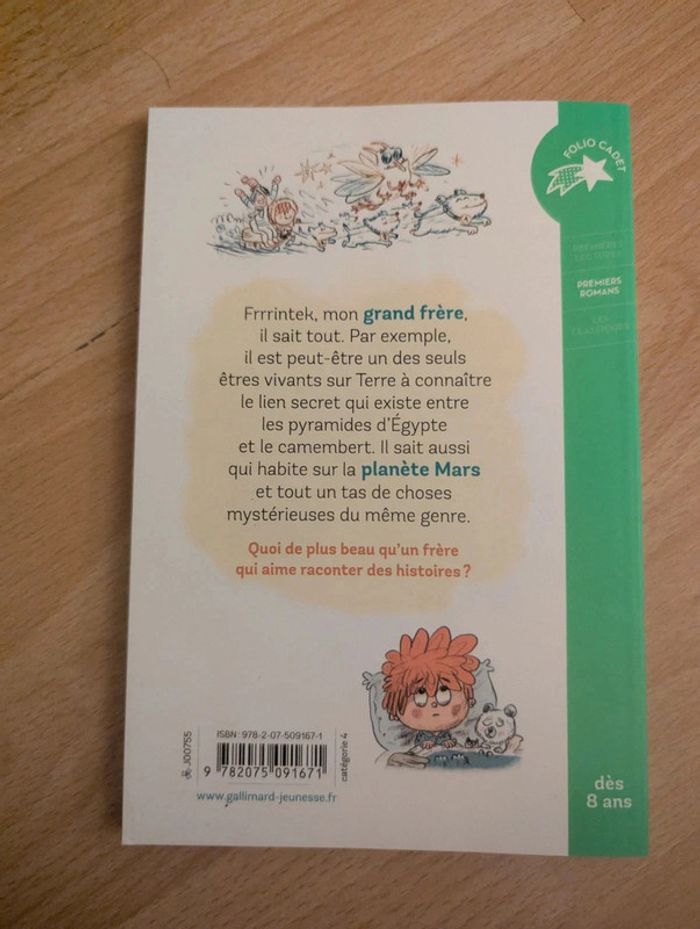 FOLIO CADET
PREMIÈRES
LECTURES
PREMIERS
ROMANS
LES
CLASSIQUES
Frrrintek, mon grand frère,
il sait tout. Par exemple,
il est peut-être un des seuls
êtres vivants sur Terre à connaître
le lien secret qui existe entre
les pyramides d'Égypte
et le camembert. Il sait aussi
qui habite sur la planète Mars
et tout un tas de choses
mystérieuses du même genre.
Quoi de plus beau qu'un frère
qui aime raconter des histoires ?
ISBN : 978-2-07-509167-1
9 782075 091671
catégorie 4
J00755
www.gallimard-jeunesse.fr
dès
8 ans